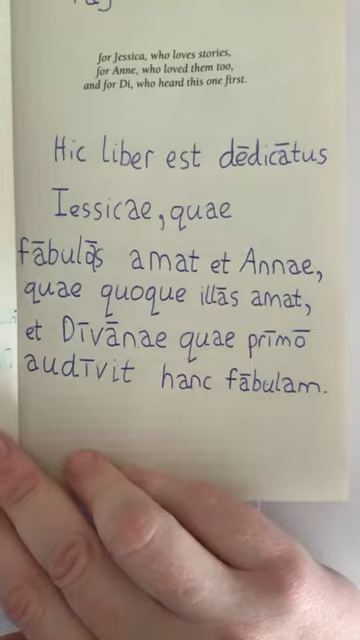 for Jessica, who loves stories,
for Anne, who loved them too,
and for Di, who heard this one first.
Hic liber est dēdicātus
Iessicae, quae
fābulās amat et Annae,
quae quoque illās amat,
et Dīvānae quae prīmō
audīvit hanc fābulam.